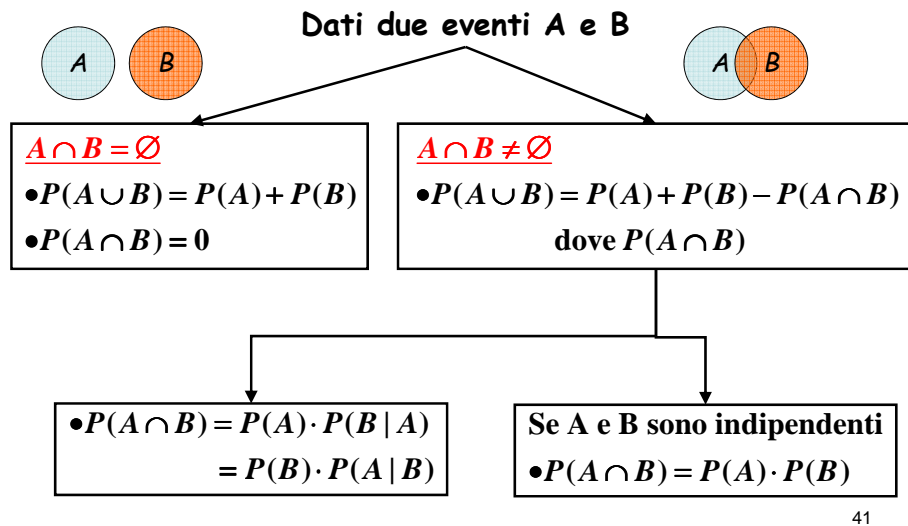 Dati due eventi A e B
A B
A B
A ∩ B = ∅
•P(A ∪ B) = P(A) + P(B)
•P(A ∩ B) = 0
A ∩ B ≠ ∅
•P(A ∪ B) = P(A) + P(B) − P(A ∩ B)
dove P(A ∩ B)
•P(A ∩ B) = P(A) · P(B | A)
= P(B) · P(A | B)
Se A e B sono indipendenti
•P(A ∩ B) = P(A) · P(B)
41